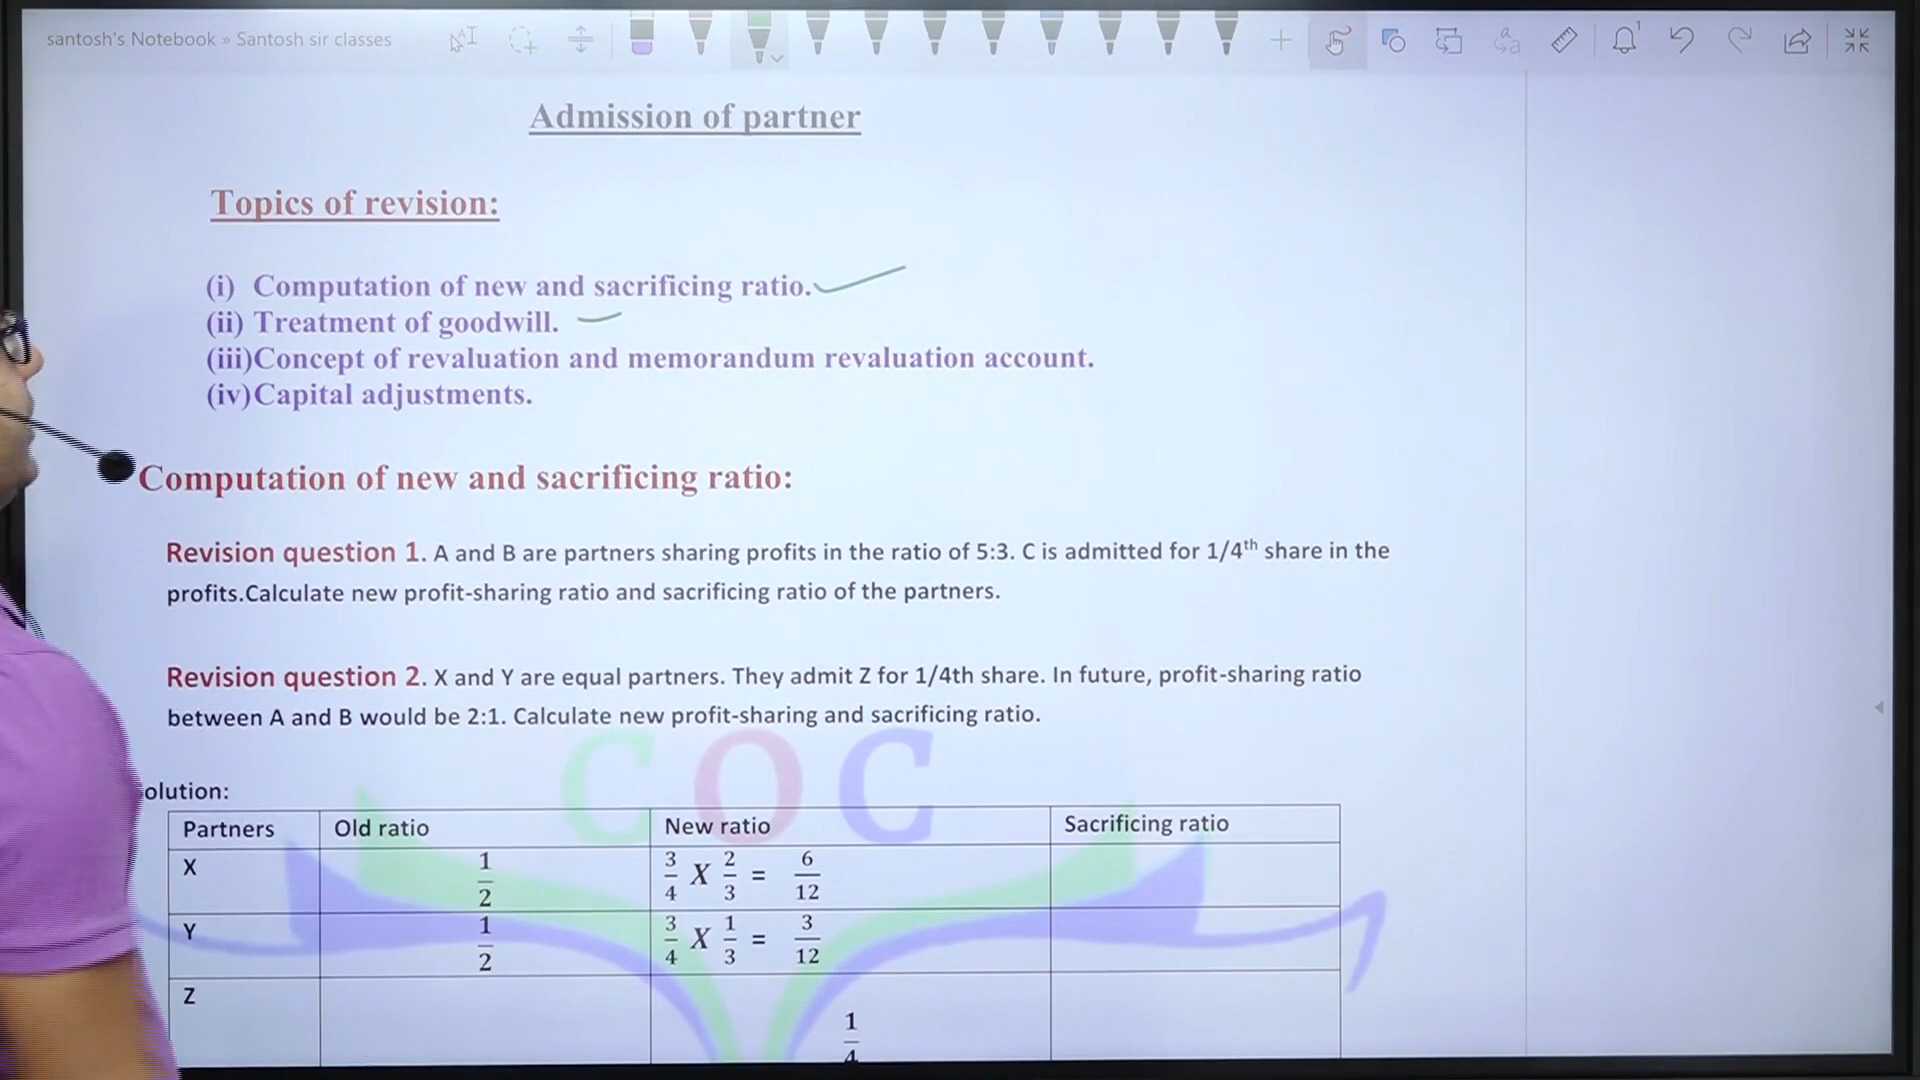 santosh's Notebook » Santosh sir classes
Admission of partner
Topics of revision:
(i) Computation of new and sacrificing ratio.
(ii) Treatment of goodwill.
(iii)Concept of revaluation and memorandum revaluation account.
(iv)Capital adjustments.
Computation of new and sacrificing ratio:
Revision question 1. A and B are partners sharing profits in the ratio of 5:3. C is admitted for 1/4th share in the
profits.Calculate new profit-sharing ratio and sacrificing ratio of the partners.
Revision question 2. X and Y are equal partners. They admit Z for 1/4th share. In future, profit-sharing ratio
between A and B would be 2:1. Calculate new profit-sharing and sacrificing ratio.
COC
olution:
Partners Old ratio New ratio Sacrificing ratio
X 1/2 3/4 X 2/3 = 6/12
Y 1/2 3/4 X 1/3 = 3/12
Z 1/4